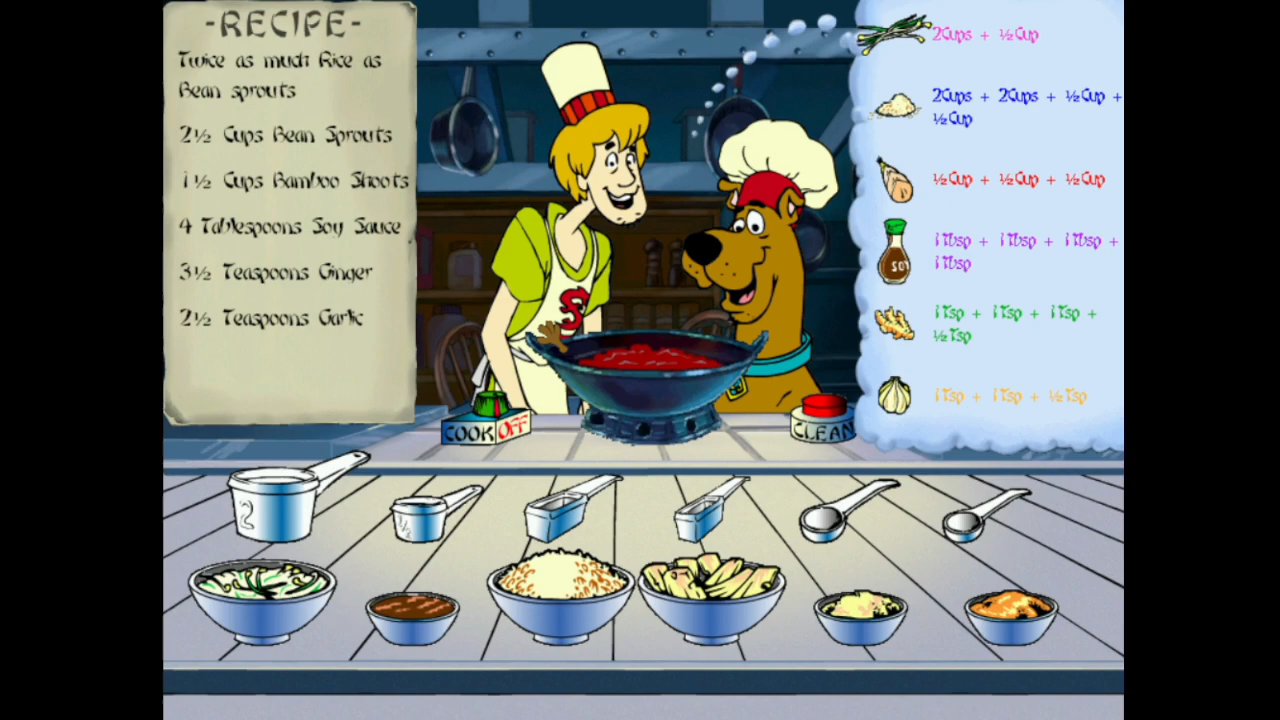 -RECIPE-
Twice as much Rice as
Bean sprouts
2½ Cups Bean Sprouts
1½ Cups Bamboo Shoots
4 Tablespoons Soy Sauce
3½ Teaspoons Ginger
2½ Teaspoons Garlic
2Cups + ½Cup
2Cups + 2Cups + ½Cup +
½Cup
½Cup + ½Cup + ½Cup
1Tbsp + 1Tbsp + 1Tbsp +
1Tbsp
SOY
1Tsp + 1Tsp + 1Tsp +
½Tsp
1Tsp + 1Tsp + ½Tsp
S
COOK OFF
CLEAN
2
½